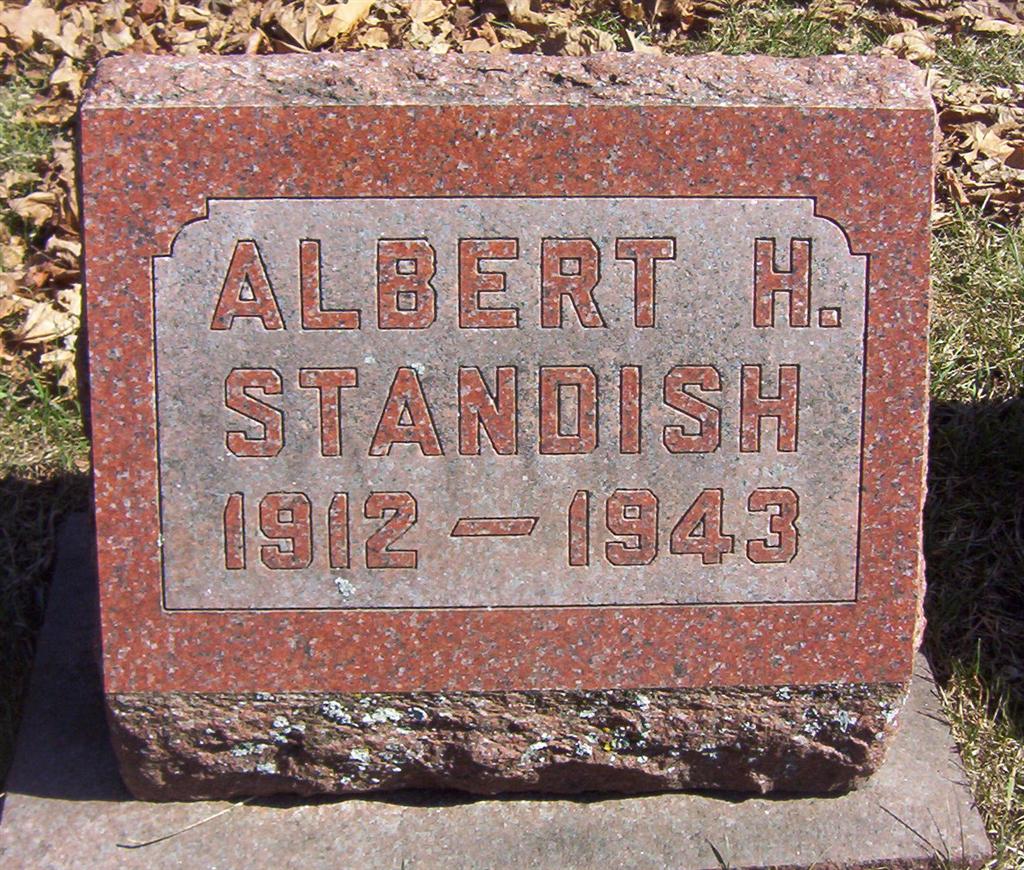 ALBERT H.
STANDISH
1912 – 1943